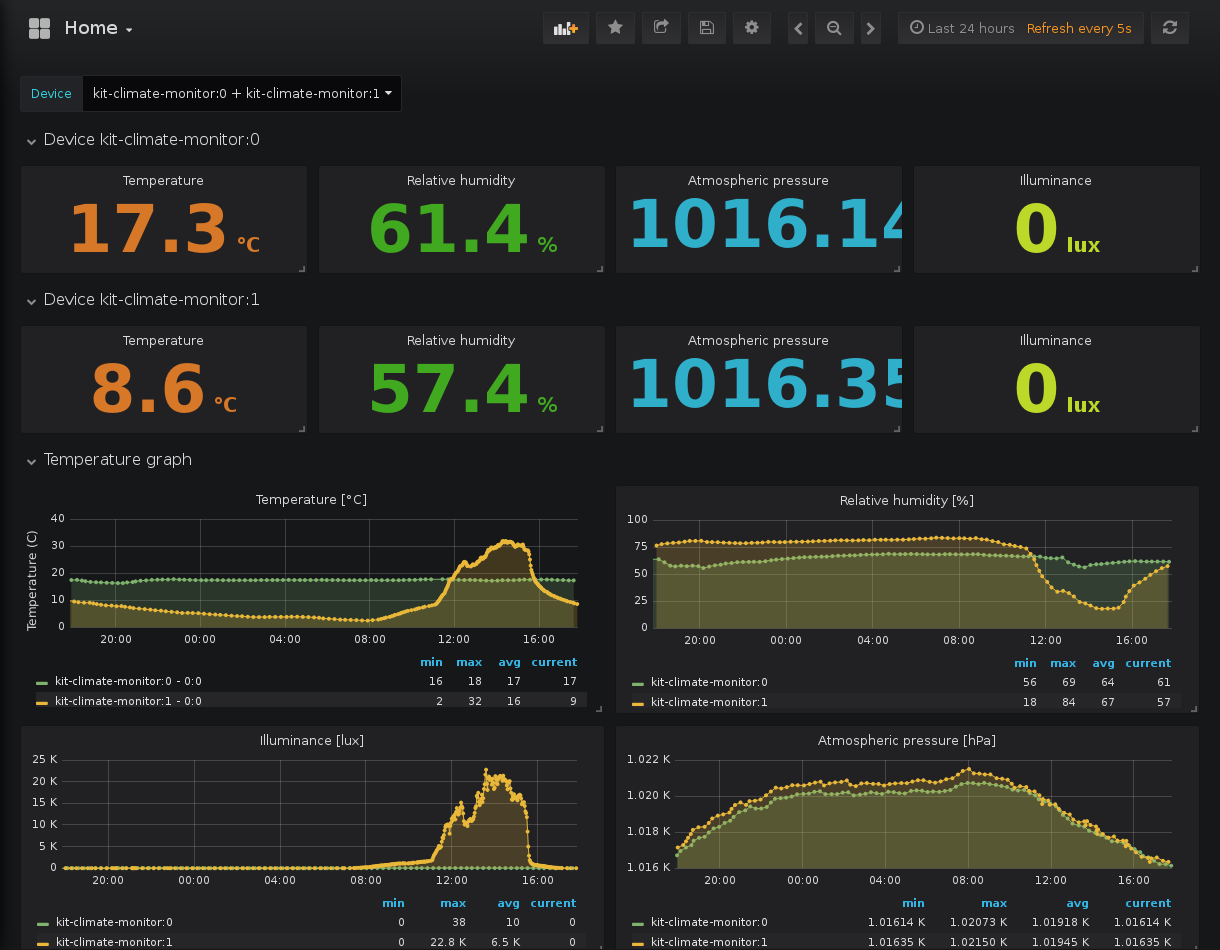 Home
Last 24 hours Refresh every 5s
Device kit-climate-monitor:0 + kit-climate-monitor:1
Device kit-climate-monitor:0
Temperature Relative humidity Atmospheric pressure Illuminance
17.3 °C 61.4 % 1016.14 0 lux
Device kit-climate-monitor:1
Temperature Relative humidity Atmospheric pressure Illuminance
8.6 °C 57.4 % 1016.35 0 lux
Temperature graph
Temperature [°C]
Temperature (C)
40
30
20
10
0
20:00 00:00 04:00 08:00 12:00 16:00
min max avg current
kit-climate-monitor:0 - 0:0 16 18 17 17
kit-climate-monitor:1 - 0:0 2 32 16 9
Relative humidity [%]
100
75
50
25
0
20:00 00:00 04:00 08:00 12:00 16:00
min max avg current
kit-climate-monitor:0 56 69 64 61
kit-climate-monitor:1 18 84 67 57
Illuminance [lux]
25 K
20 K
15 K
10 K
5 K
0
20:00 00:00 04:00 08:00 12:00 16:00
min max avg current
kit-climate-monitor:0 0 38 10 0
kit-climate-monitor:1 0 22.8 K 6.5 K 0
Atmospheric pressure [hPa]
1.022 K
1.020 K
1.018 K
1.016 K
20:00 00:00 04:00 08:00 12:00 16:00
min max avg current
kit-climate-monitor:0 1.01614 K 1.02073 K 1.01918 K 1.01614 K
kit-climate-monitor:1 1.01635 K 1.02150 K 1.01945 K 1.01635 K